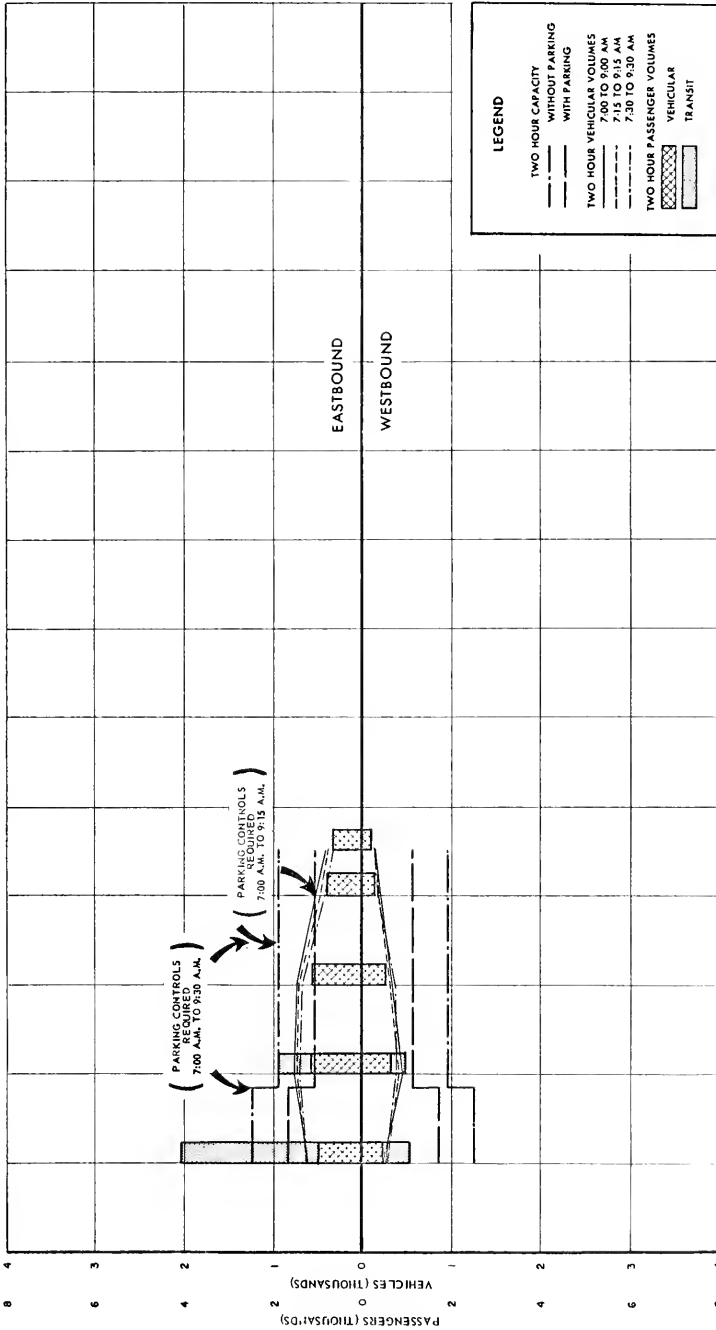 ( PARKING CONTROLS
REQUIRED
7:00 A.M. TO 9:30 A.M. )
( PARKING CONTROLS
REQUIRED
7:00 A.M. TO 9:15 A.M. )
EASTBOUND
WESTBOUND
8 4
3
4 2
2 1
0 0
2 1
4 2
6 3
PASSENGERS (THOUSANDS)
VEHICLES (THOUSANDS)
LEGEND
TWO HOUR CAPACITY
WITHOUT PARKING
WITH PARKING
TWO HOUR VEHICULAR VOLUMES
7:00 TO 9:00 AM
7:15 TO 9:15 AM
7:30 TO 9:30 AM
TWO HOUR PASSENGER VOLUMES
VEHICULAR
TRANSIT